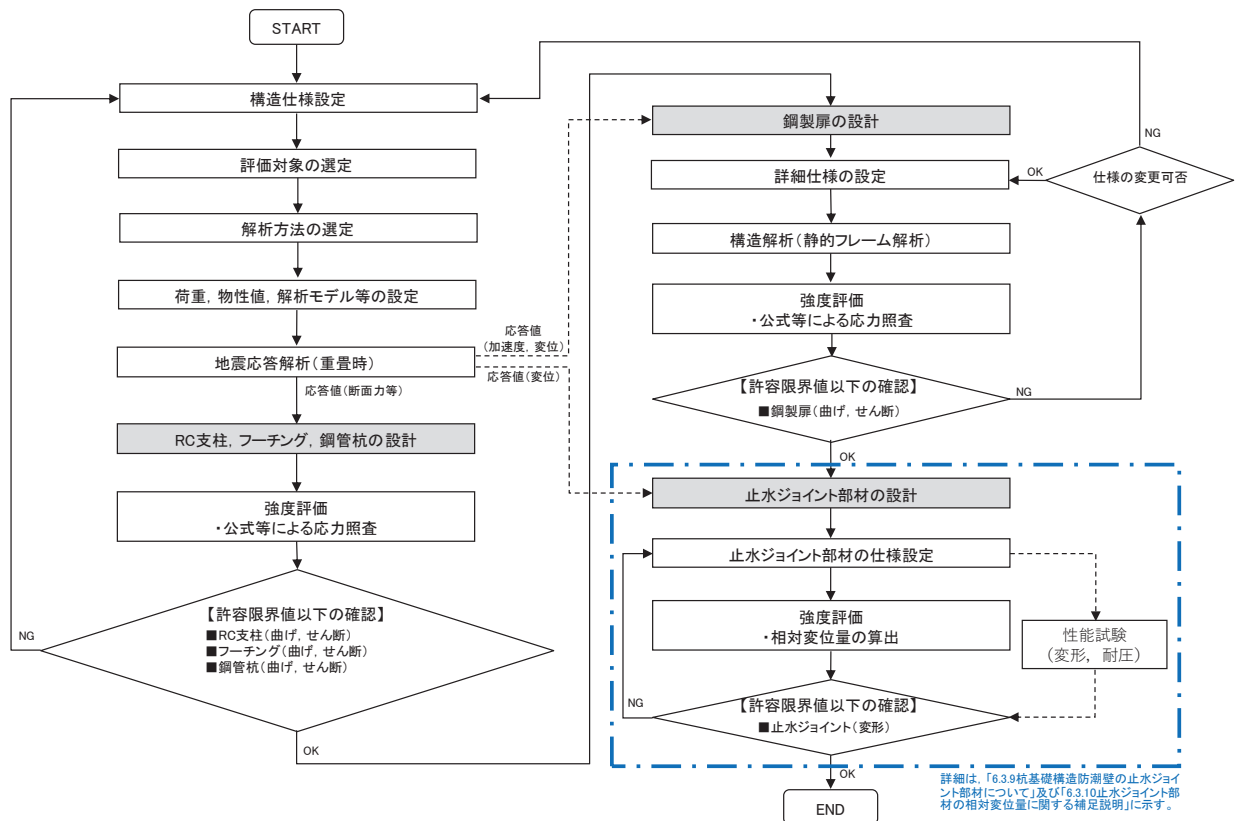 START
構造仕様設定
評価対象の選定
解析方法の選定
荷重，物性値，解析モデル等の設定
地震応答解析（重畳時）
応答値
（加速度，変位）
応答値（変位）
応答値（断面力等）
RC支柱，フーチング，鋼管杭の設計
強度評価
・公式等による応力照査
【許容限界値以下の確認】
■RC支柱（曲げ，せん断）
■フーチング（曲げ，せん断）
■鋼管杭（曲げ，せん断）
NG
OK
鋼製扉の設計
詳細仕様の設定
OK
仕様の変更可否
NG
構造解析（静的フレーム解析）
強度評価
・公式等による応力照査
【許容限界値以下の確認】
■鋼製扉（曲げ，せん断）
NG
OK
止水ジョイント部材の設計
止水ジョイント部材の仕様設定
強度評価
・相対変位量の算出
性能試験
（変形，耐圧）
【許容限界値以下の確認】
■止水ジョイント（変形）
NG
OK
END
詳細は，「6.3.9杭基礎構造防潮壁の止水ジョイ
ント部材について」及び「6.3.10止水ジョイント部
材の相対変位量に関する補足説明」に示す。